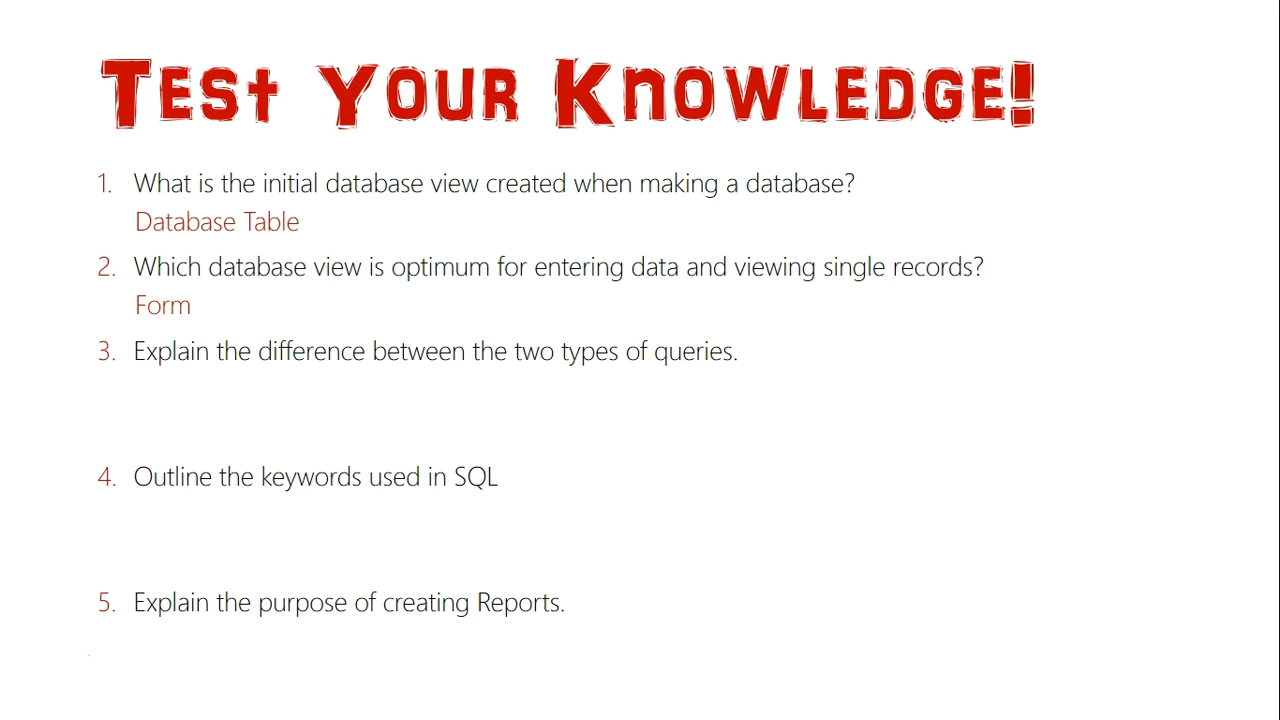 Test Your Knowledge!
1. What is the initial database view created when making a database?
Database Table
2. Which database view is optimum for entering data and viewing single records?
Form
3. Explain the difference between the two types of queries.
4. Outline the keywords used in SQL
5. Explain the purpose of creating Reports.